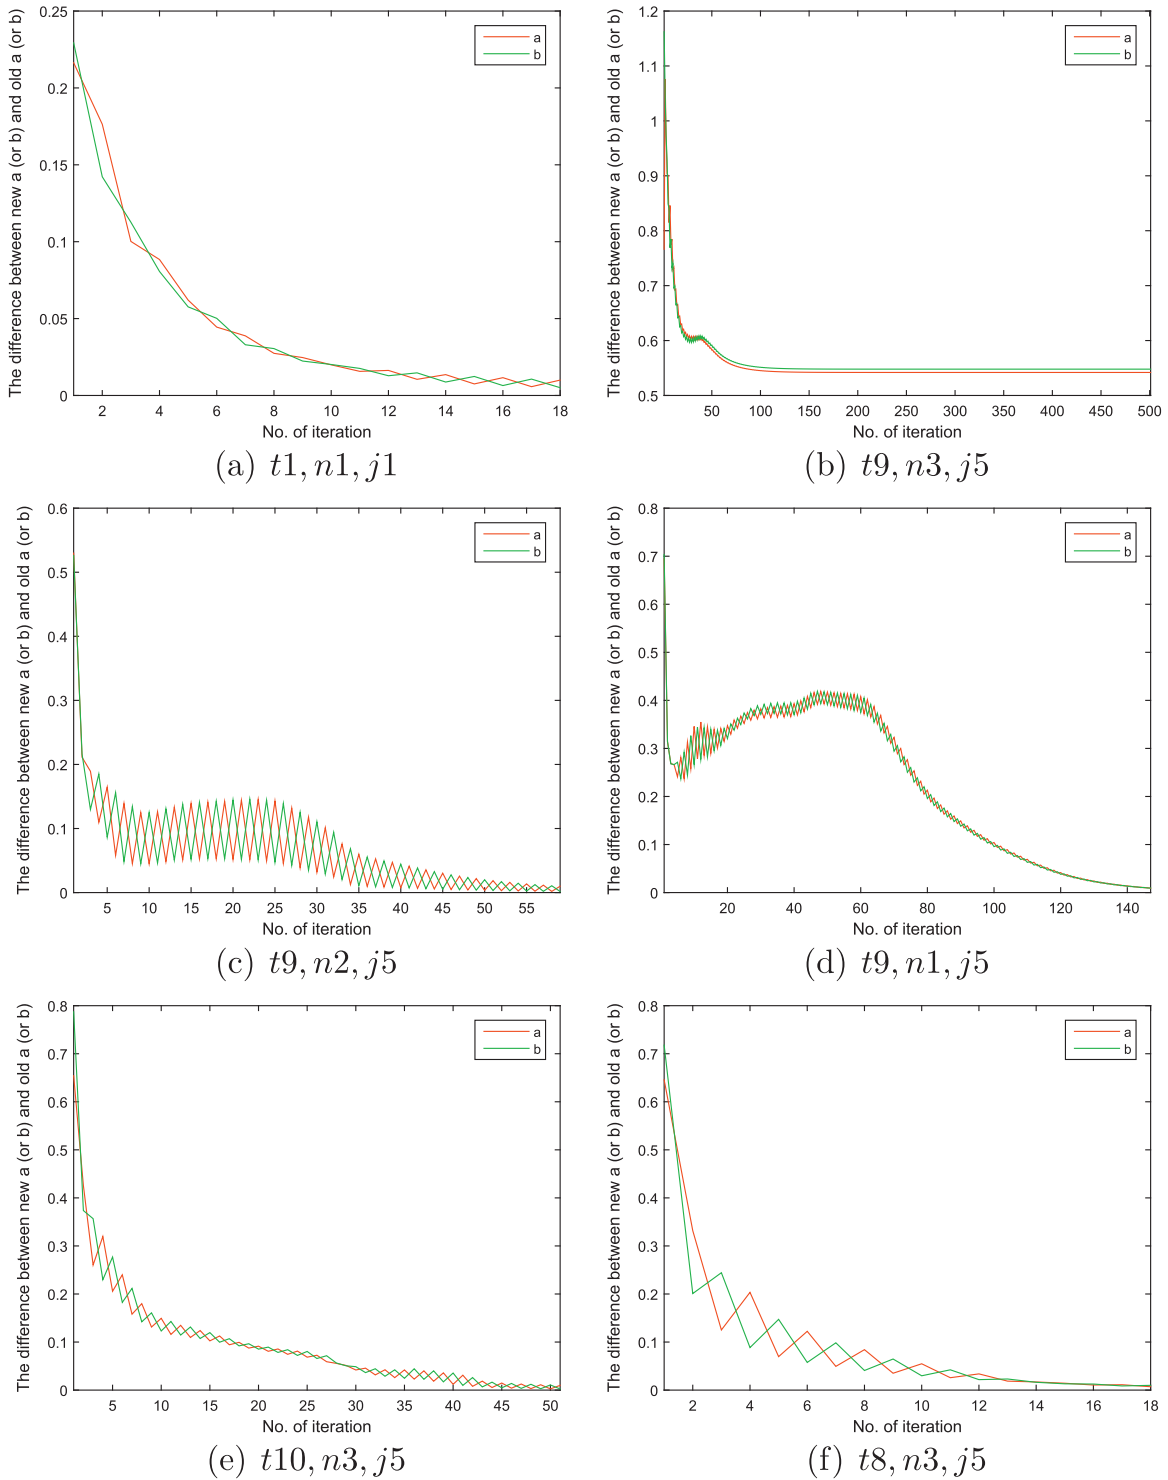 The difference between new a (or b) and old a (or b)
0.25
0.2
0.15
0.1
0.05
0
2 4 6 8 10 12 14 16 18
No. of iteration
a
b
(a) t1, n1, j1
The difference between new a (or b) and old a (or b)
1.2
1.1
1
0.9
0.8
0.7
0.6
0.5
50 100 150 200 250 300 350 400 450 500
No. of iteration
a
b
(b) t9, n3, j5
The difference between new a (or b) and old a (or b)
0.6
0.5
0.4
0.3
0.2
0.1
0
5 10 15 20 25 30 35 40 45 50 55
No. of iteration
a
b
(c) t9, n2, j5
The difference between new a (or b) and old a (or b)
0.8
0.7
0.6
0.5
0.4
0.3
0.2
0.1
0
20 40 60 80 100 120 140
No. of iteration
a
b
(d) t9, n1, j5
The difference between new a (or b) and old a (or b)
0.8
0.7
0.6
0.5
0.4
0.3
0.2
0.1
0
5 10 15 20 25 30 35 40 45 50
No. of iteration
a
b
(e) t10, n3, j5
The difference between new a (or b) and old a (or b)
0.8
0.7
0.6
0.5
0.4
0.3
0.2
0.1
0
2 4 6 8 10 12 14 16 18
No. of iteration
a
b
(f) t8, n3, j5